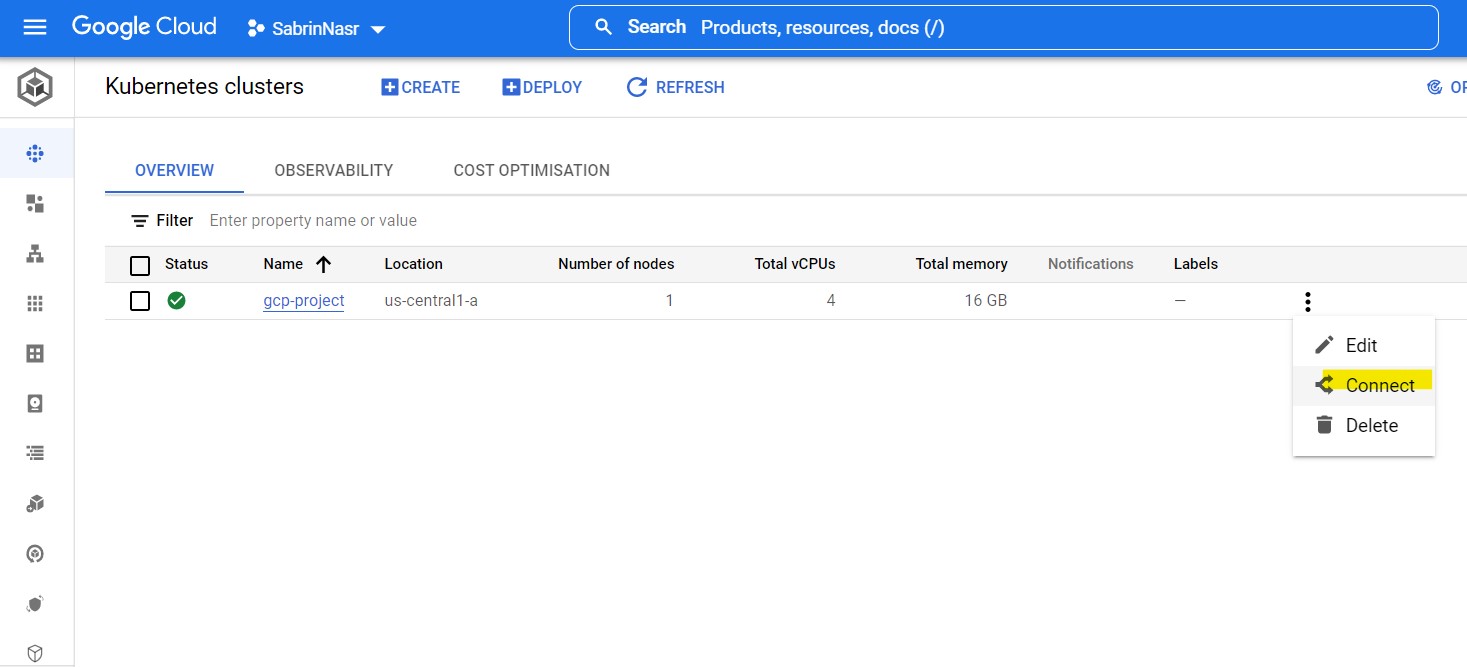 Google Cloud SabrinNasr Search Products, resources, docs (/)
Kubernetes clusters CREATE DEPLOY REFRESH
OVERVIEW OBSERVABILITY COST OPTIMISATION
Filter Enter property name or value
Status Name Location Number of nodes Total vCPUs Total memory Notifications Labels
gcp-project us-central1-a 1 4 16 GB —
Edit
Connect
Delete